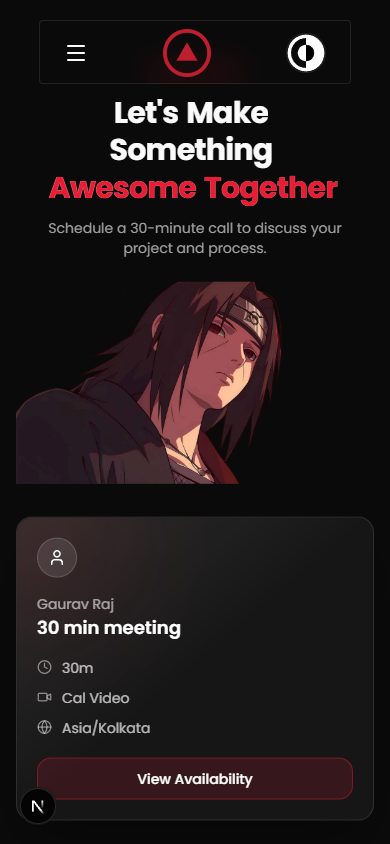 Let's Make
Something
Awesome Together
Schedule a 30-minute call to discuss your
project and process.
Gaurav Raj
30 min meeting
30m
Cal Video
Asia/Kolkata
View Availability
N